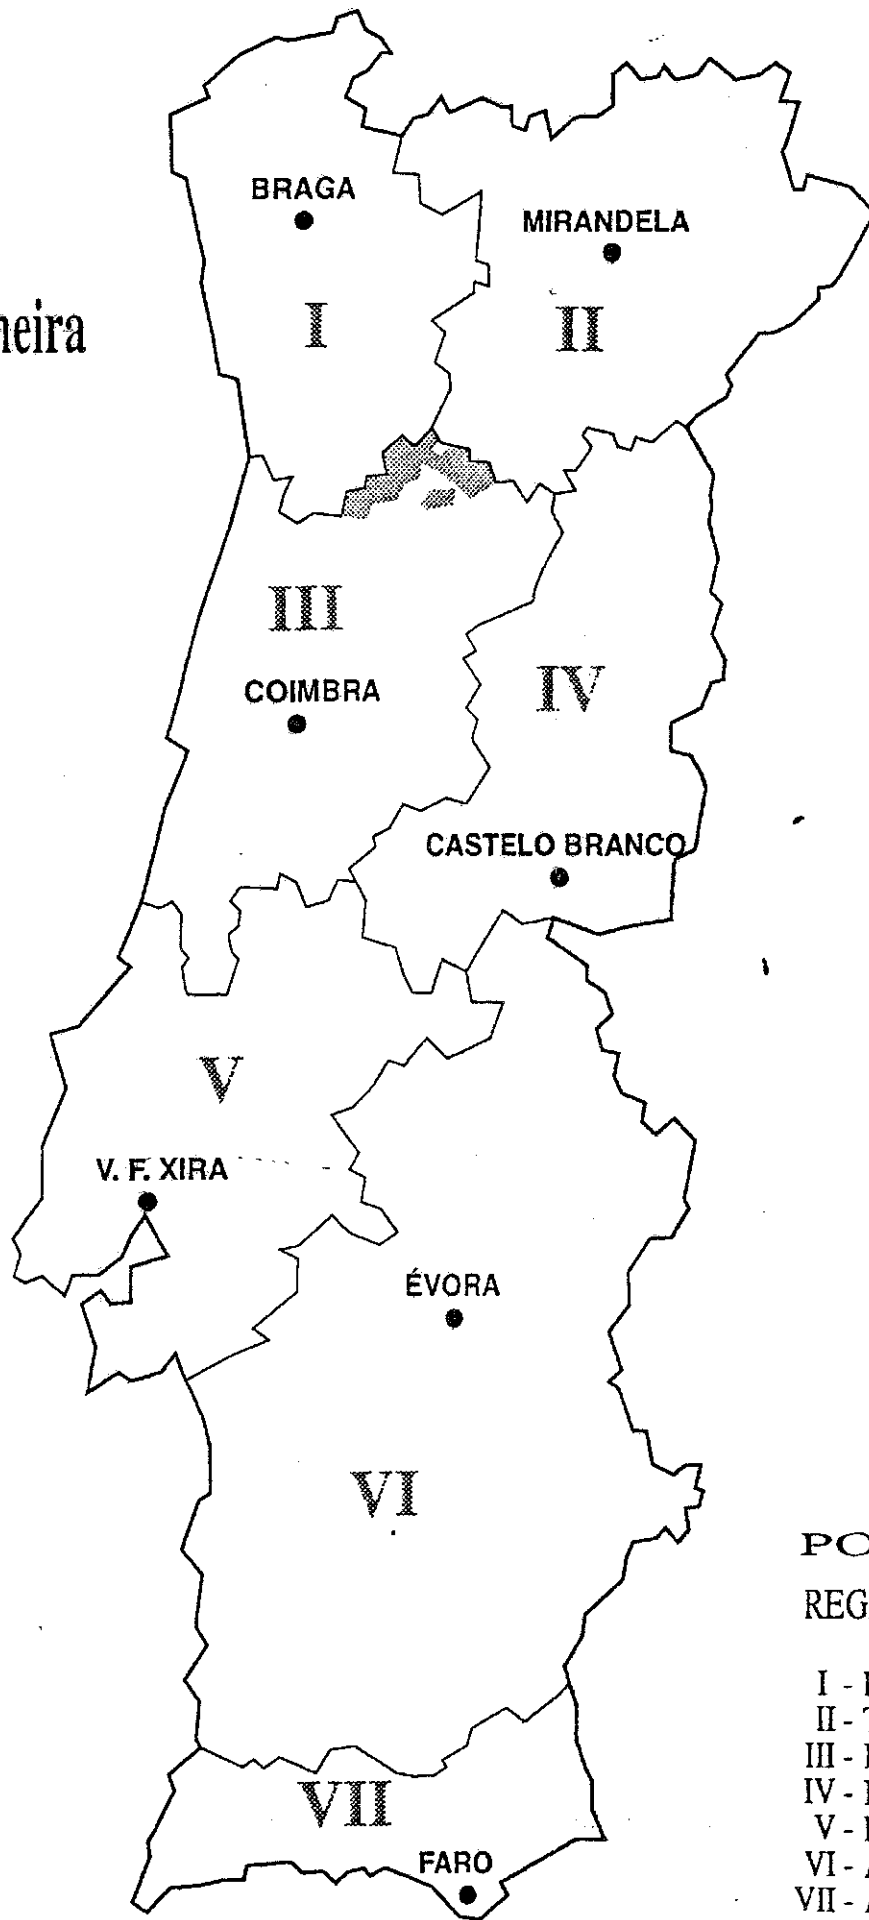 BRAGA
MIRANDELA
I
II
neira
III
IV
COIMBRA
CASTELO BRANCO
V
V. F. XIRA
ÉVORA
VI
PO
REG
I -
II -
III -
IV -
V -
VI - A
VII - A
VII
FARO